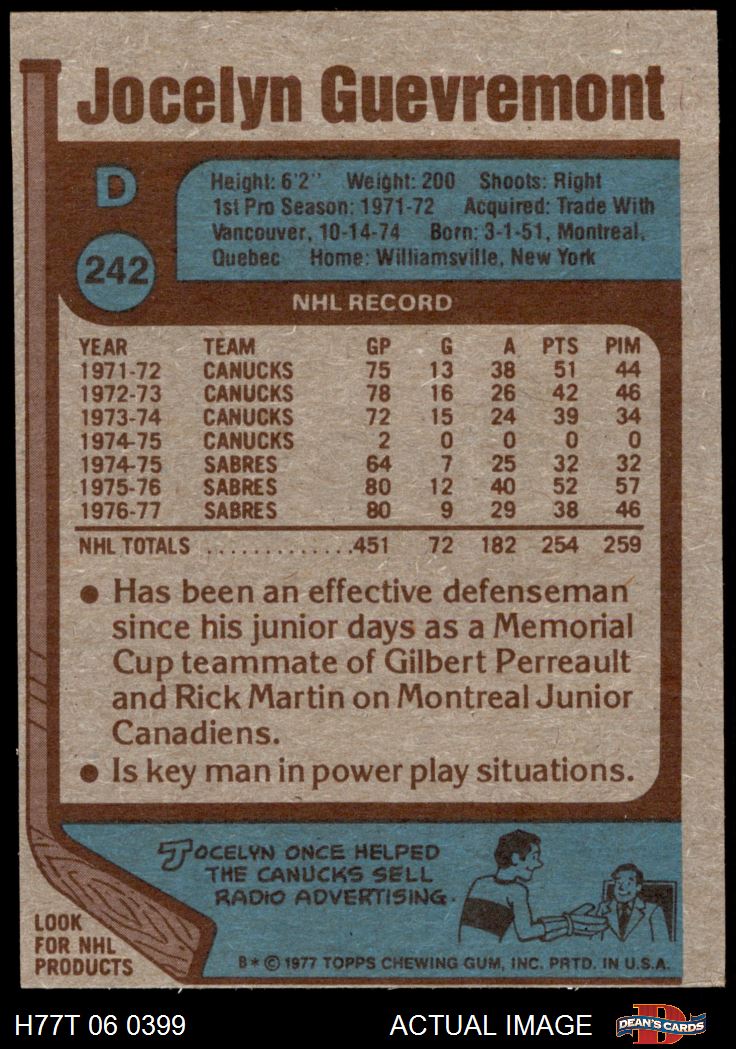 Jocelyn Guevremont
D
242
Height: 6'2" Weight: 200 Shoots: Right
1st Pro Season: 1971-72 Acquired: Trade With
Vancouver, 10-14-74 Born: 3-1-51, Montreal,
Quebec Home: Williamsville, New York
NHL RECORD
YEAR TEAM GP G A PTS PIM
1971-72 CANUCKS 75 13 38 51 44
1972-73 CANUCKS 78 16 26 42 46
1973-74 CANUCKS 72 15 24 39 34
1974-75 CANUCKS 2 0 0 0 0
1974-75 SABRES 64 7 25 32 32
1975-76 SABRES 80 12 40 52 57
1976-77 SABRES 80 9 29 38 46
NHL TOTALS .............451 72 182 254 259
● Has been an effective defenseman
since his junior days as a Memorial
Cup teammate of Gilbert Perreault
and Rick Martin on Montreal Junior
Canadiens.
● Is key man in power play situations.
JOCELYN ONCE HELPED
THE CANUCKS SELL
RADIO ADVERTISING.
LOOK
FOR NHL
PRODUCTS
B* © 1977 TOPPS CHEWING GUM, INC. PRTD. IN U.S.A.
H77T 06 0399 ACTUAL IMAGE DEAN'S CARDS